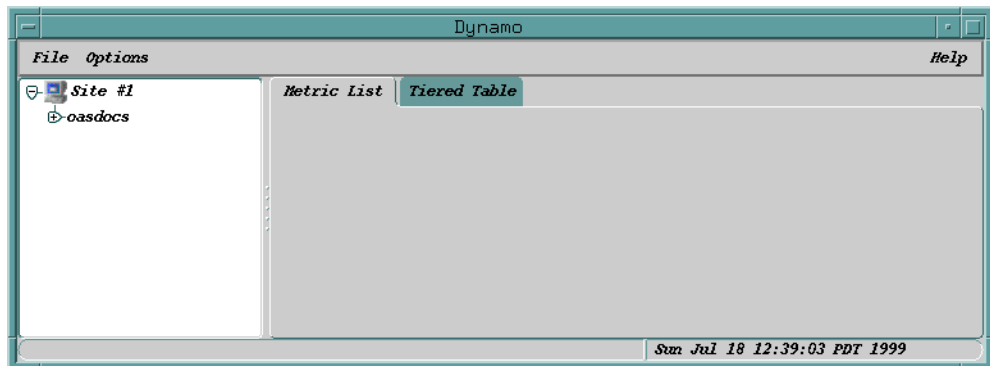 Dynamo
File Options Help
Site #1
oasdocs
Metric List Tiered Table
Sun Jul 18 12:39:03 PDT 1999